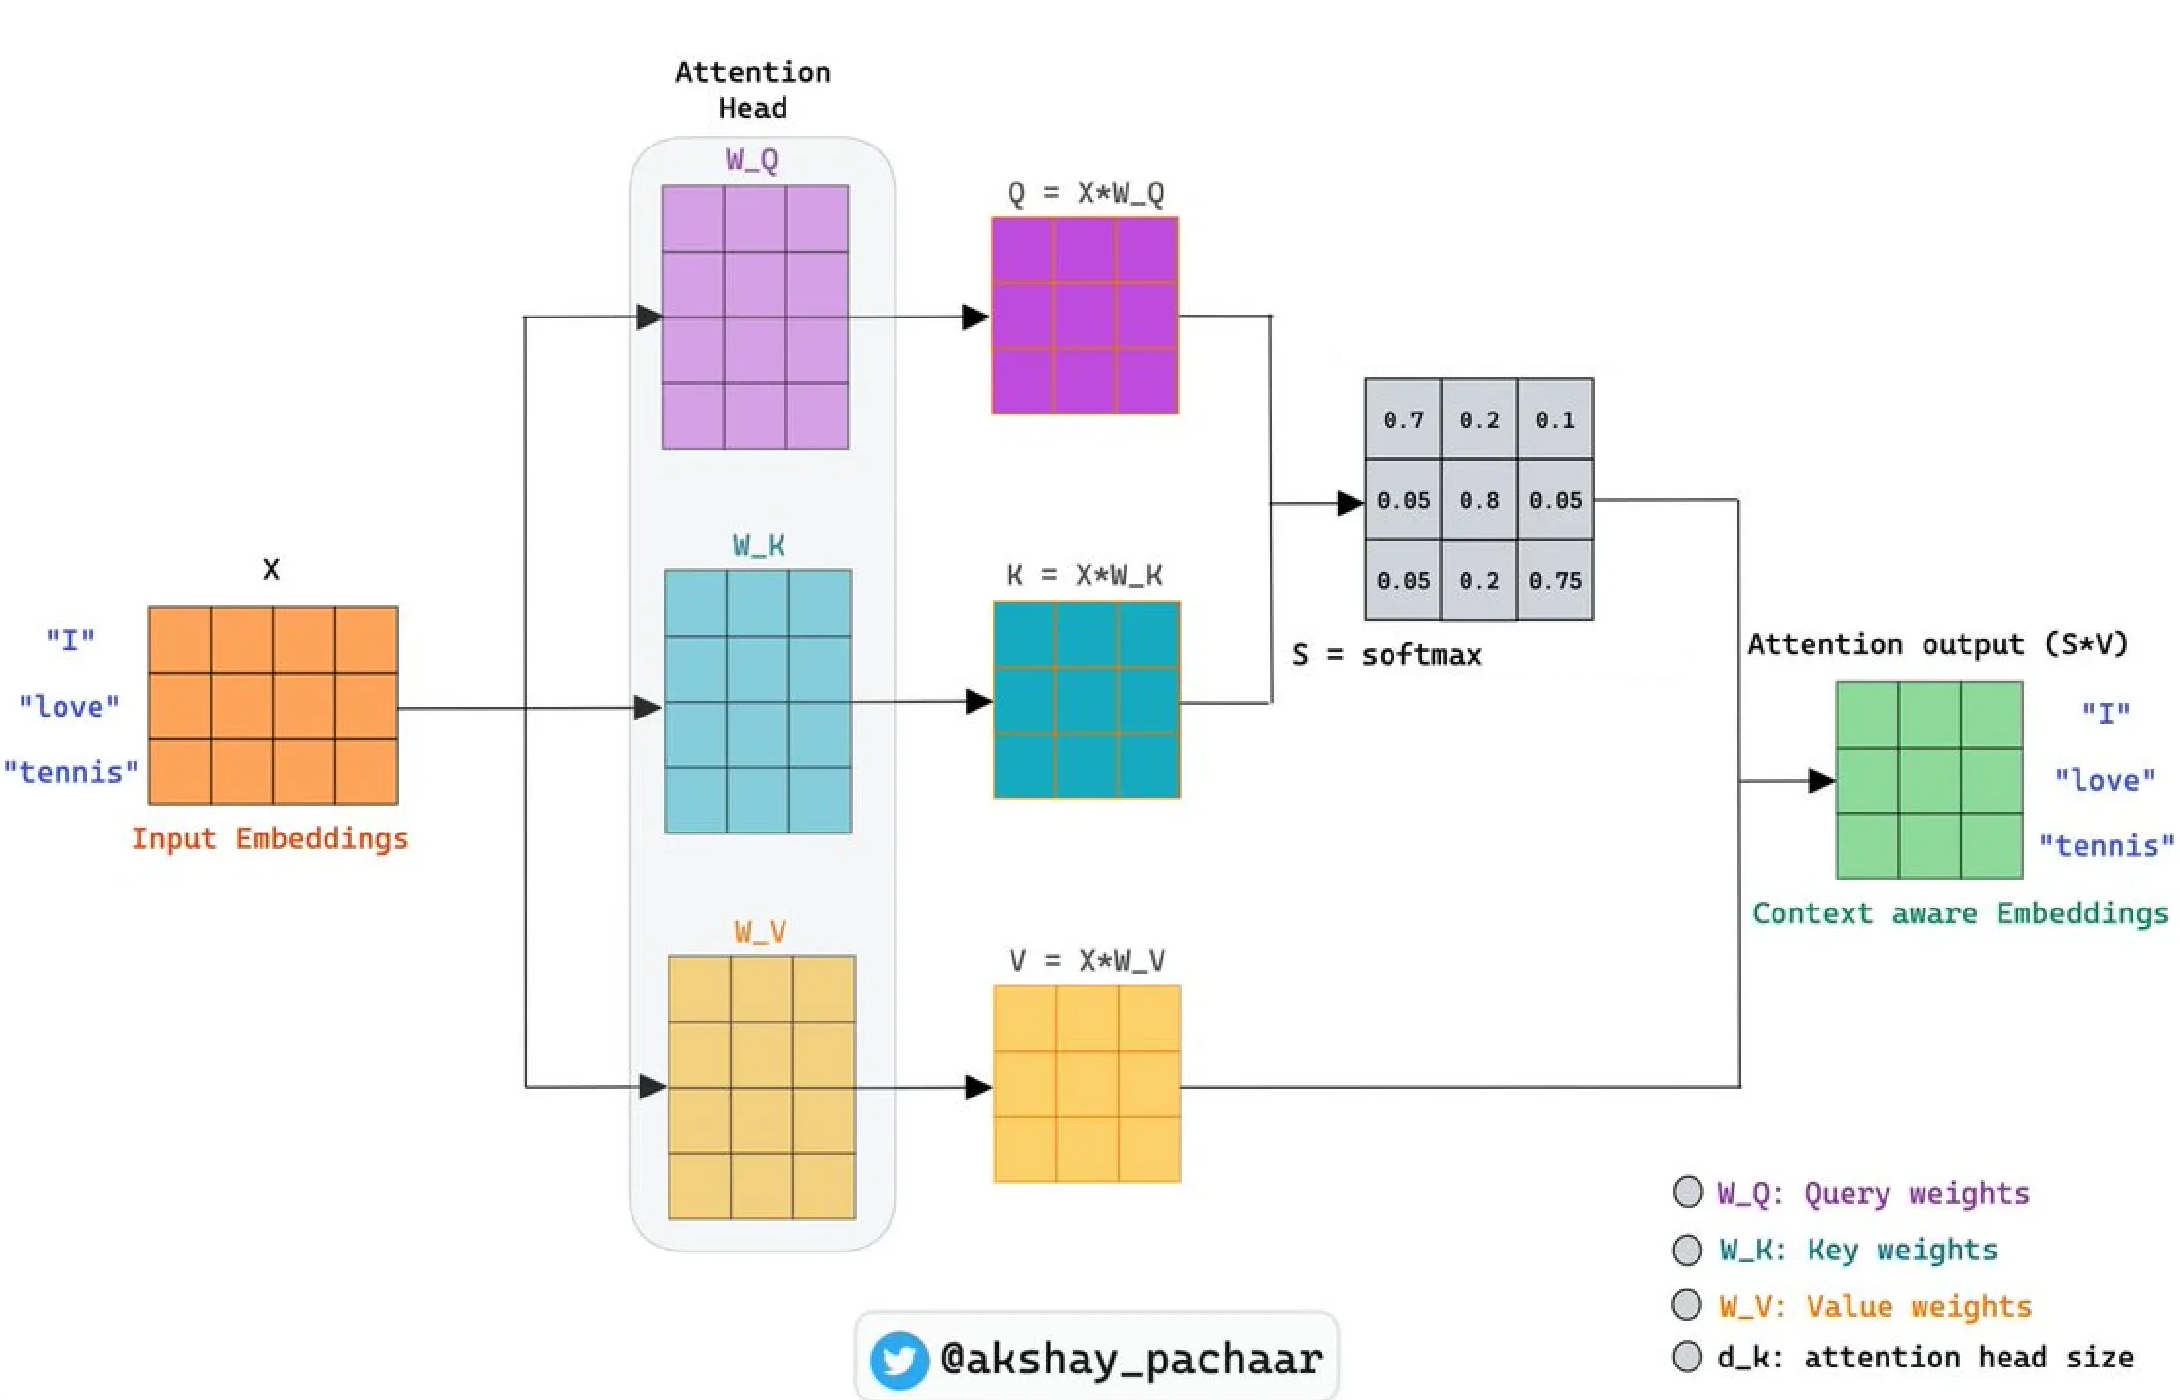 Attention
Head
W_Q
Q = X*W_Q
0.7 0.2 0.1
0.05 0.8 0.05
0.05 0.2 0.75
W_K
K = X*W_K
S = softmax
X
"I"
"love"
"tennis"
Input Embeddings
Attention output (S*V)
"I"
"love"
"tennis"
Context aware Embeddings
W_V
V = X*W_V
W_Q: Query weights
W_K: Key weights
W_V: Value weights
d_k: attention head size
@akshay_pachaar